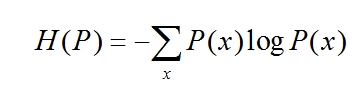 H(P) = −∑ₓ P(x) log P(x)